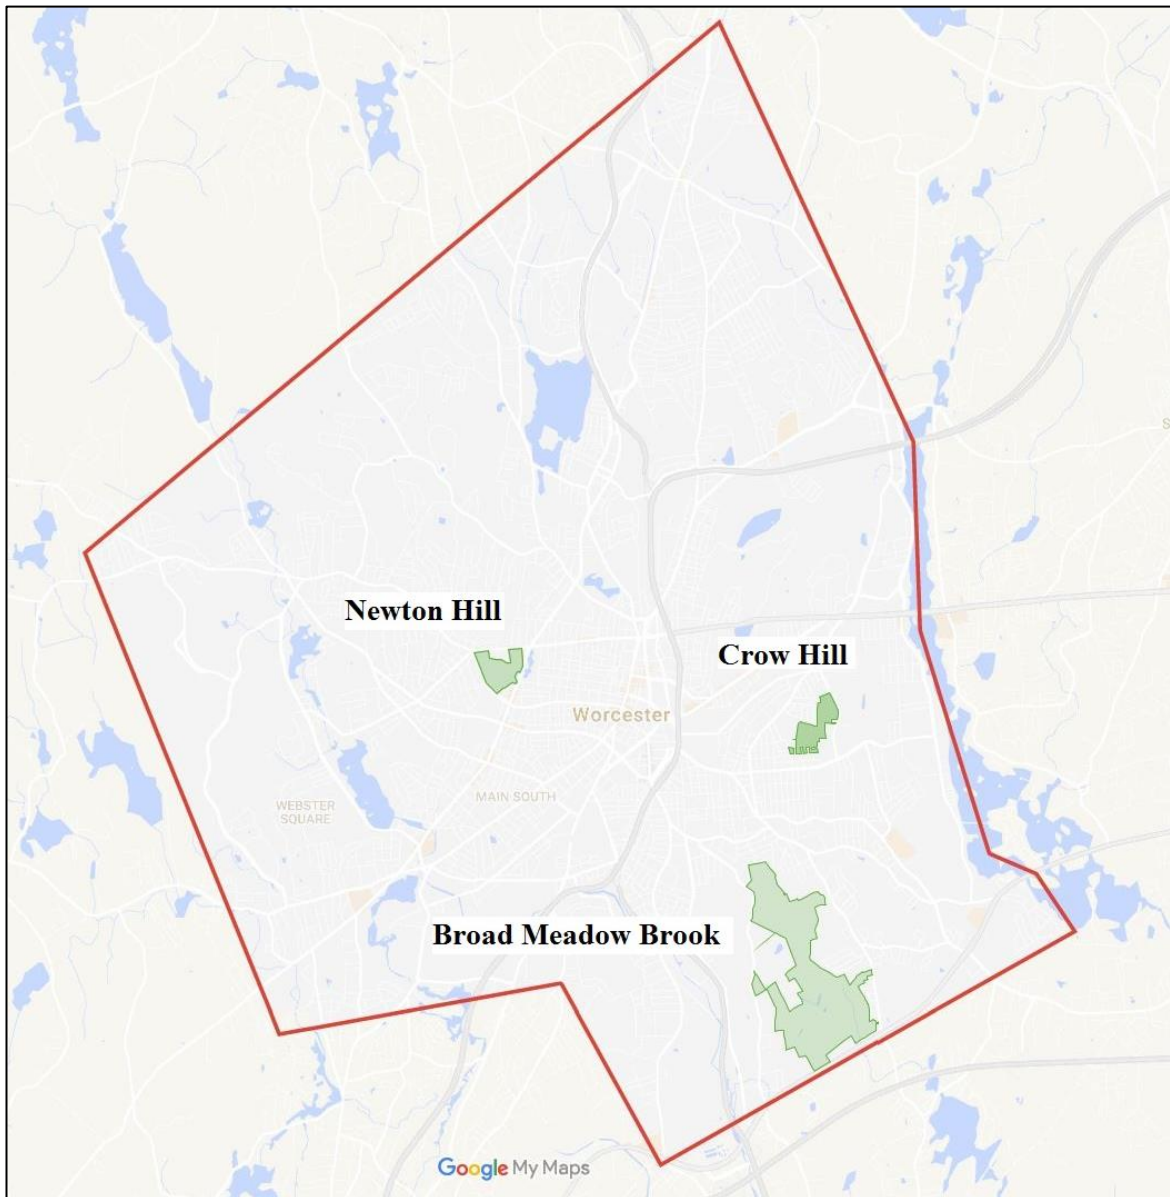 Newton Hill
Crow Hill
Worcester
MAIN SOUTH
WEBSTER
SQUARE
Broad Meadow Brook
Google My Maps
S